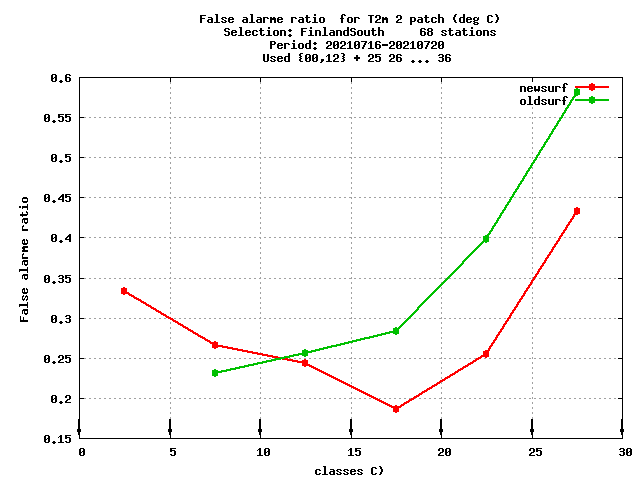 False alarme ratio  for T2m 2 patch (deg C)
Selection: FinlandSouth     68 stations
Period: 20210716-20210720
Used {00,12} + 25 26 ... 36
newsurf
oldsurf
False alarme ratio
0.6
0.55
0.5
0.45
0.4
0.35
0.3
0.25
0.2
0.15
0 5 10 15 20 25 30
classes C)